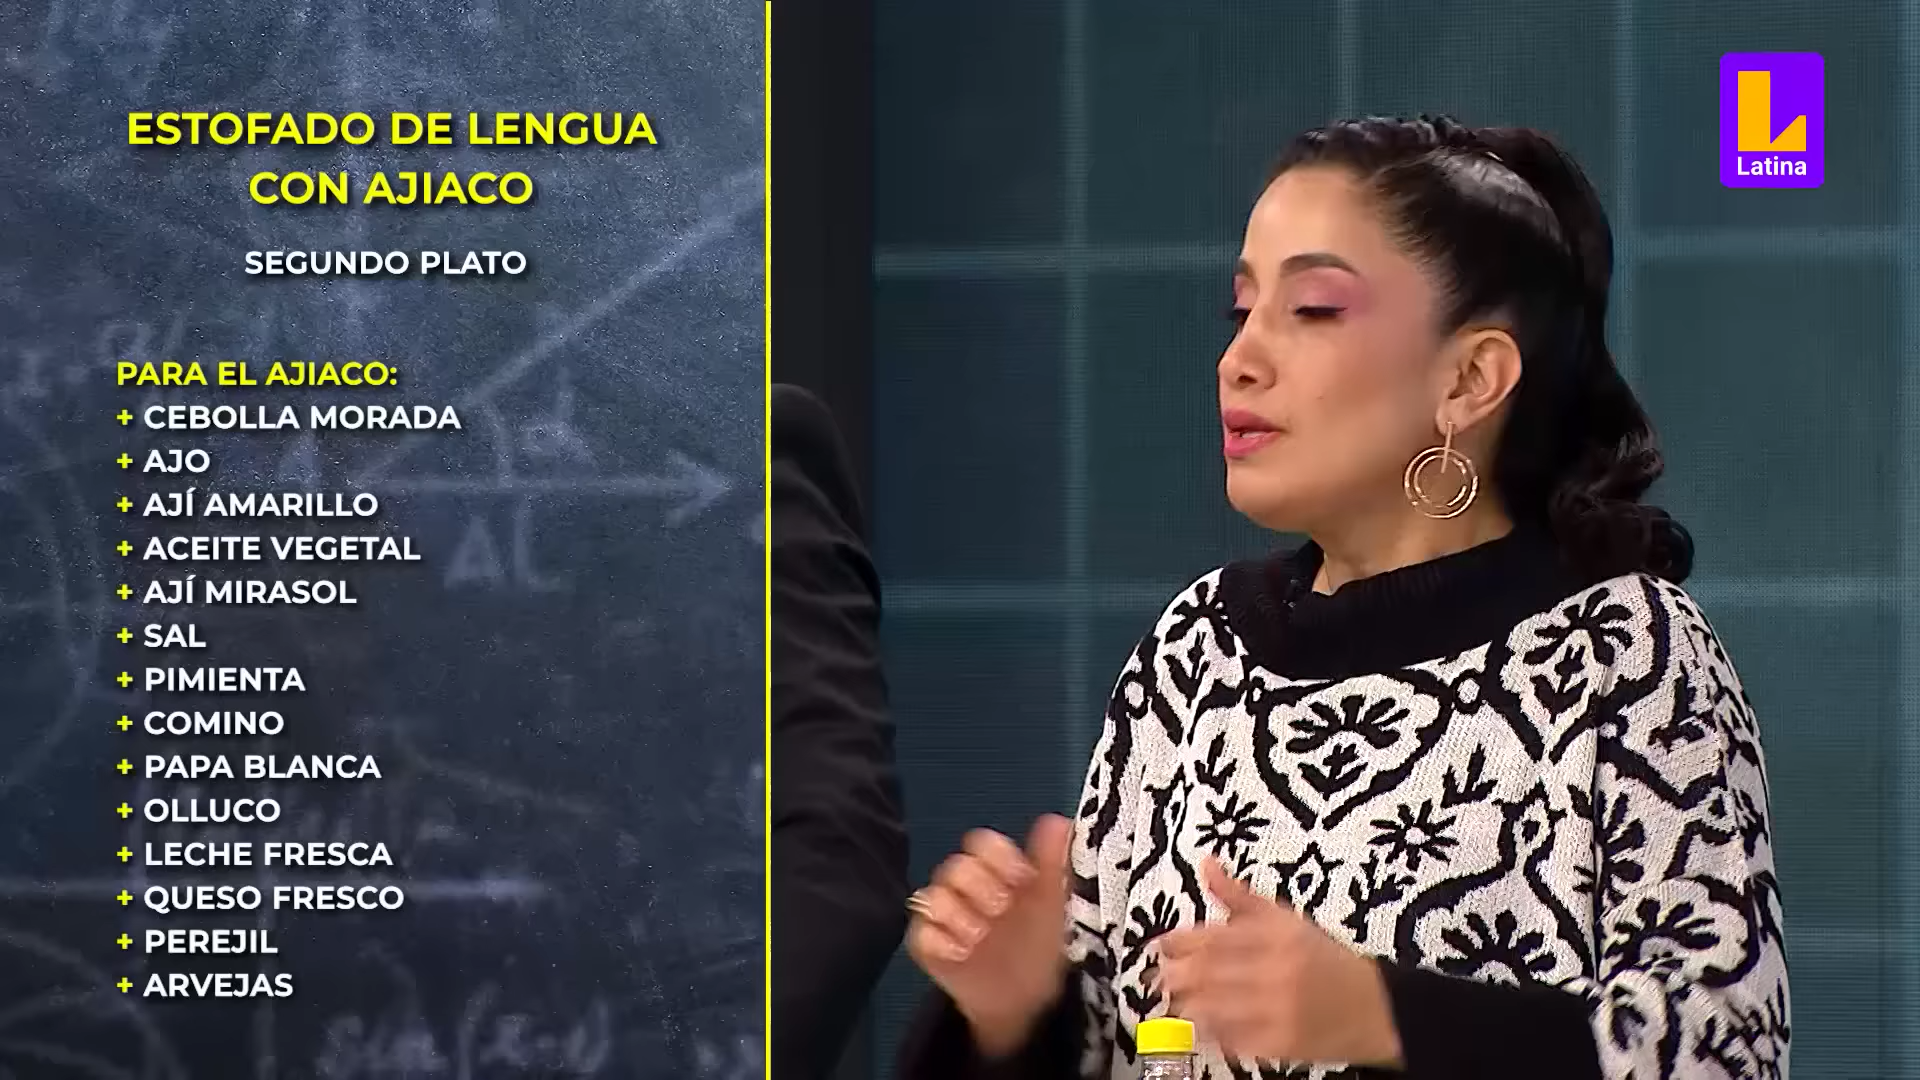 ESTOFADO DE LENGUA
CON AJIACO
SEGUNDO PLATO
PARA EL AJIACO:
+ CEBOLLA MORADA
+ AJO
+ AJÍ AMARILLO
+ ACEITE VEGETAL
+ AJÍ MIRASOL
+ SAL
+ PIMIENTA
+ COMINO
+ PAPA BLANCA
+ OLLUCO
+ LECHE FRESCA
+ QUESO FRESCO
+ PEREJIL
+ ARVEJAS
Latina